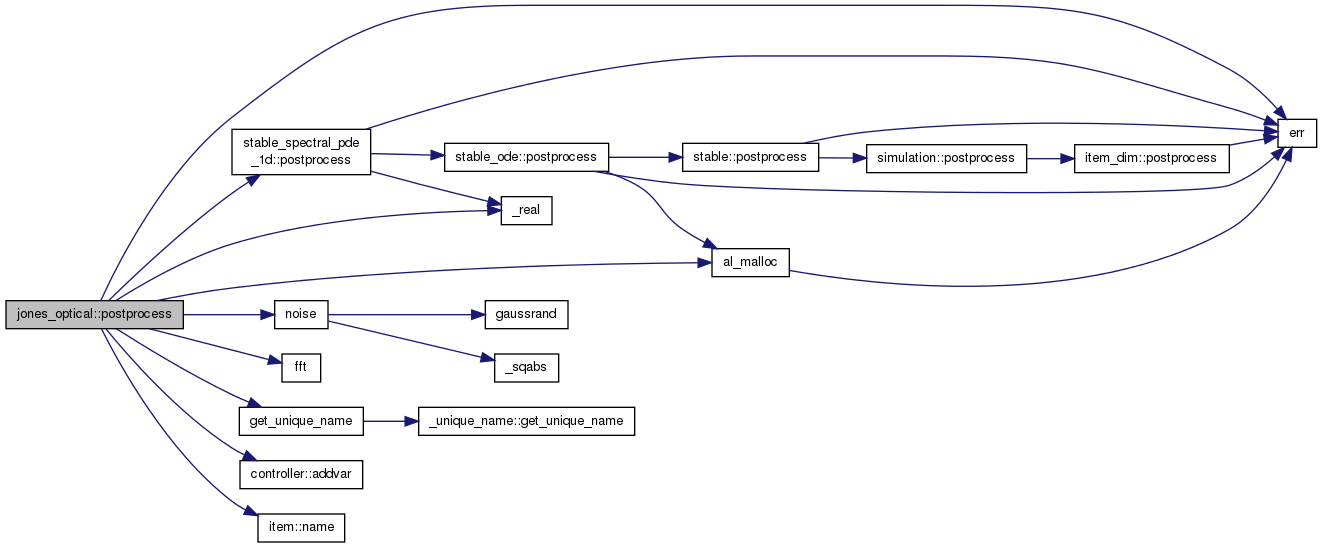 jones_optical::postprocess
stable_spectral_pde
_1d::postprocess
stable_ode::postprocess
stable::postprocess
simulation::postprocess
item_dim::postprocess
err
_real
al_malloc
noise
gaussrand
_sqabs
fft
get_unique_name
_unique_name::get_unique_name
controller::addvar
item::name